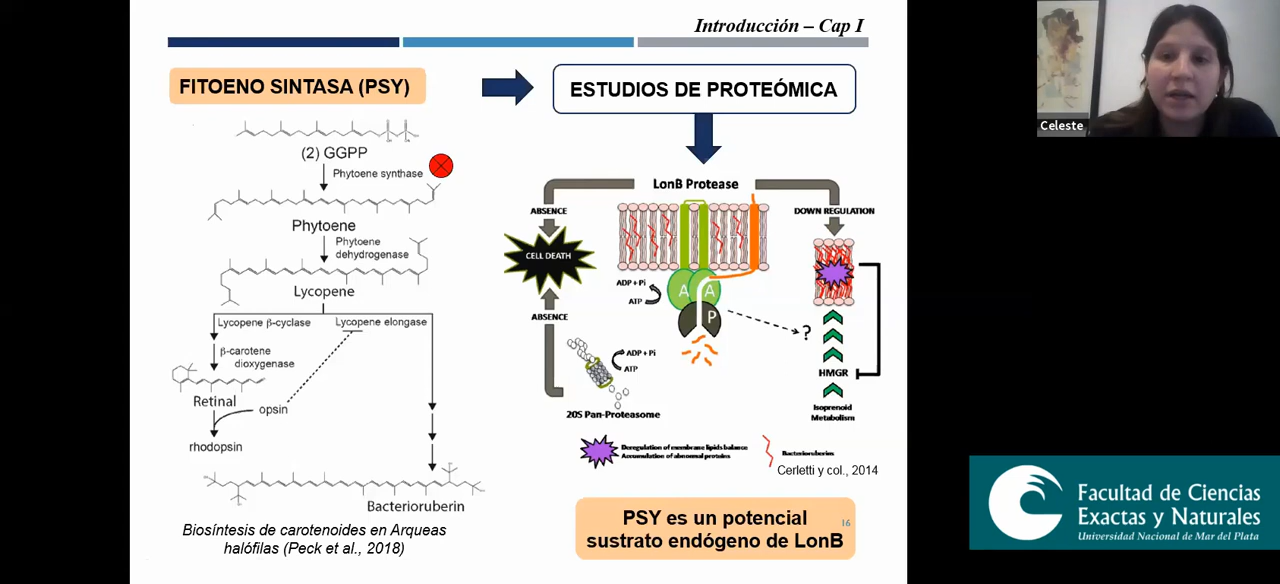 Introducción – Cap I
FITOENO SINTASA (PSY)
ESTUDIOS DE PROTEÓMICA
(2) GGPP
Phytoene synthase
Phytoene
Phytoene
dehydrogenase
Lycopene
Lycopene β-cyclase
Lycopene elongase
β-carotene
dioxygenase
Retinal
opsin
rhodopsin
Bacterioruberin
Biosíntesis de carotenoides en Arqueas
halófilas (Peck et al., 2018)
LonB Protease
ABSENCE
DOWN REGULATION
CELL DEATH
ADP + Pi
ATP
A
A
P
ABSENCE
?
ADP + Pi
ATP
HMGR
20S Pan-Proteasome
Isoprenoid
Metabolism
Deregulation of membrane lipids balance
Accumulation of abnormal proteins
Bacterioruberins
Cerletti y col., 2014
PSY es un potencial
sustrato endógeno de LonB
16
Celeste
Facultad de Ciencias
Exactas y Naturales
Universidad Nacional de Mar del Plata